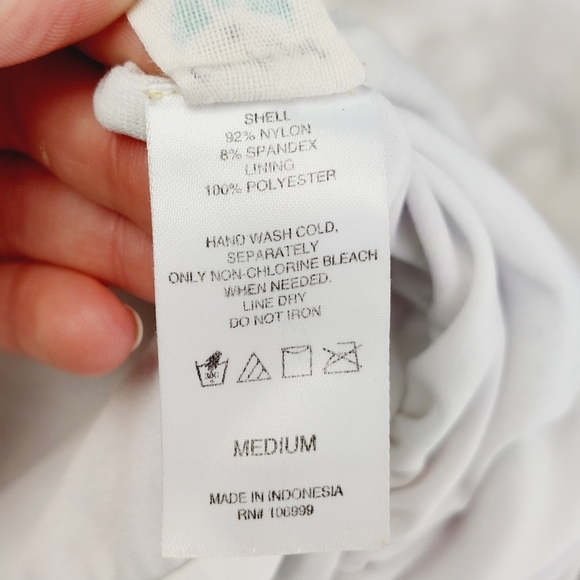 SHELL
92% NYLON
8% SPANDEX
LINING
100% POLYESTER
HAND WASH COLD,
SEPARATELY
ONLY NON-CHLORINE BLEACH
WHEN NEEDED.
LINE DRY
DO NOT IRON
30C
MEDIUM
MADE IN INDONESIA
RN# 106999